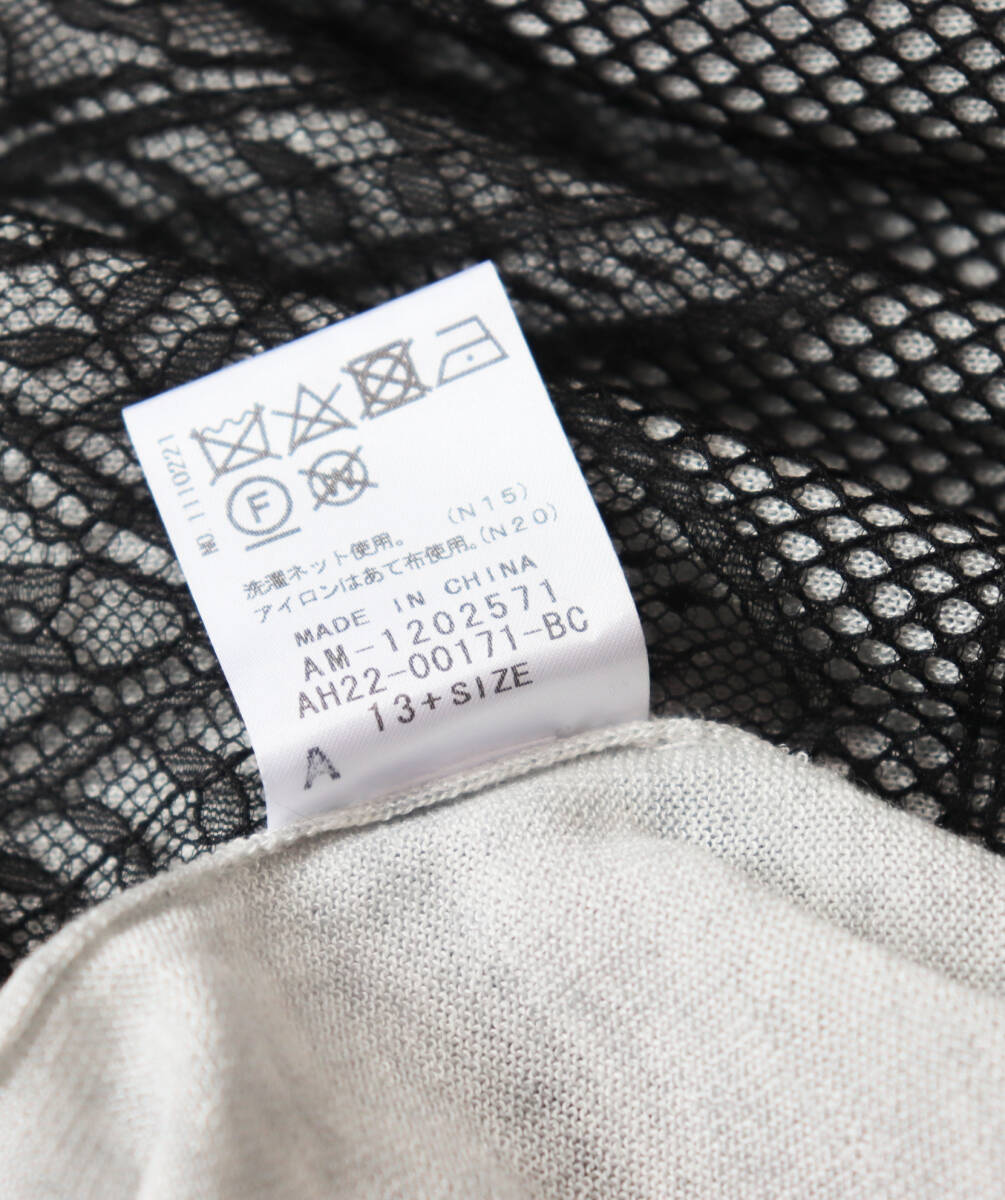 NO. 1110221
F
W
洗濯ネット使用。 (N15)
アイロンはあて布使用。(N20)
MADE IN CHINA
AM-1202571
AH22-00171-BC
13+SIZE
A